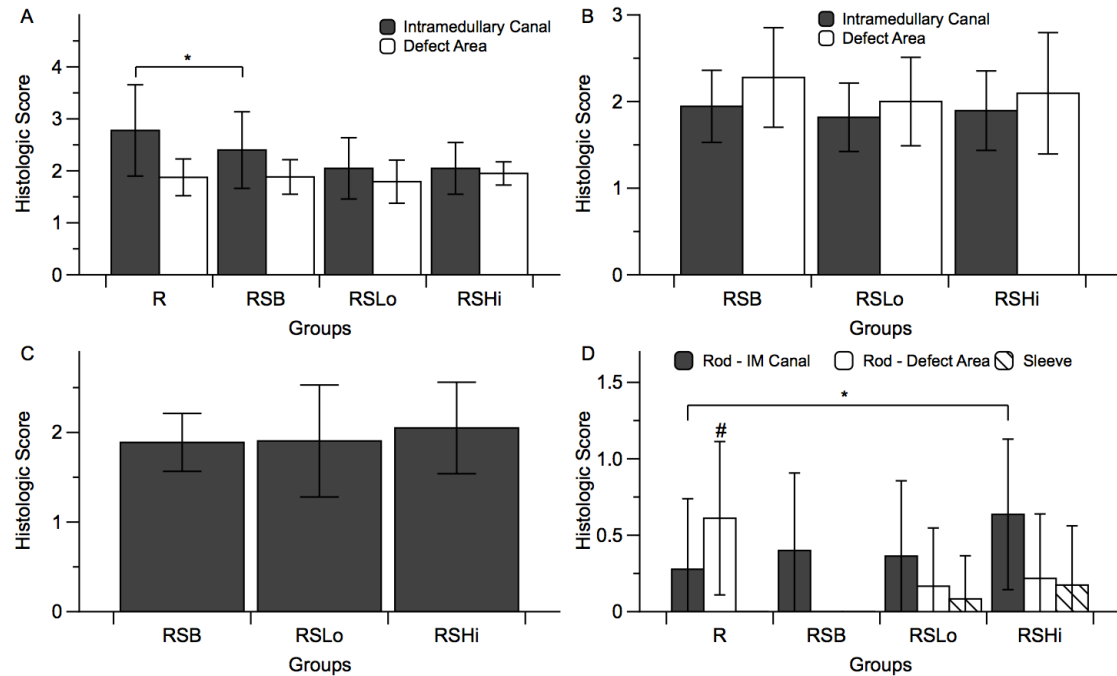 A
Intramedullary Canal
Defect Area
*
Histologic Score
4
3
2
1
0
R RSB RSLo RSHi
Groups
B
Intramedullary Canal
Defect Area
Histologic Score
3
2
1
0
RSB RSLo RSHi
Groups
C
Histologic Score
2
1
0
RSB RSLo RSHi
Groups
D
Rod - IM Canal Rod - Defect Area Sleeve
*
#
Histologic Score
1.5
1.0
0.5
0
R RSB RSLo RSHi
Groups